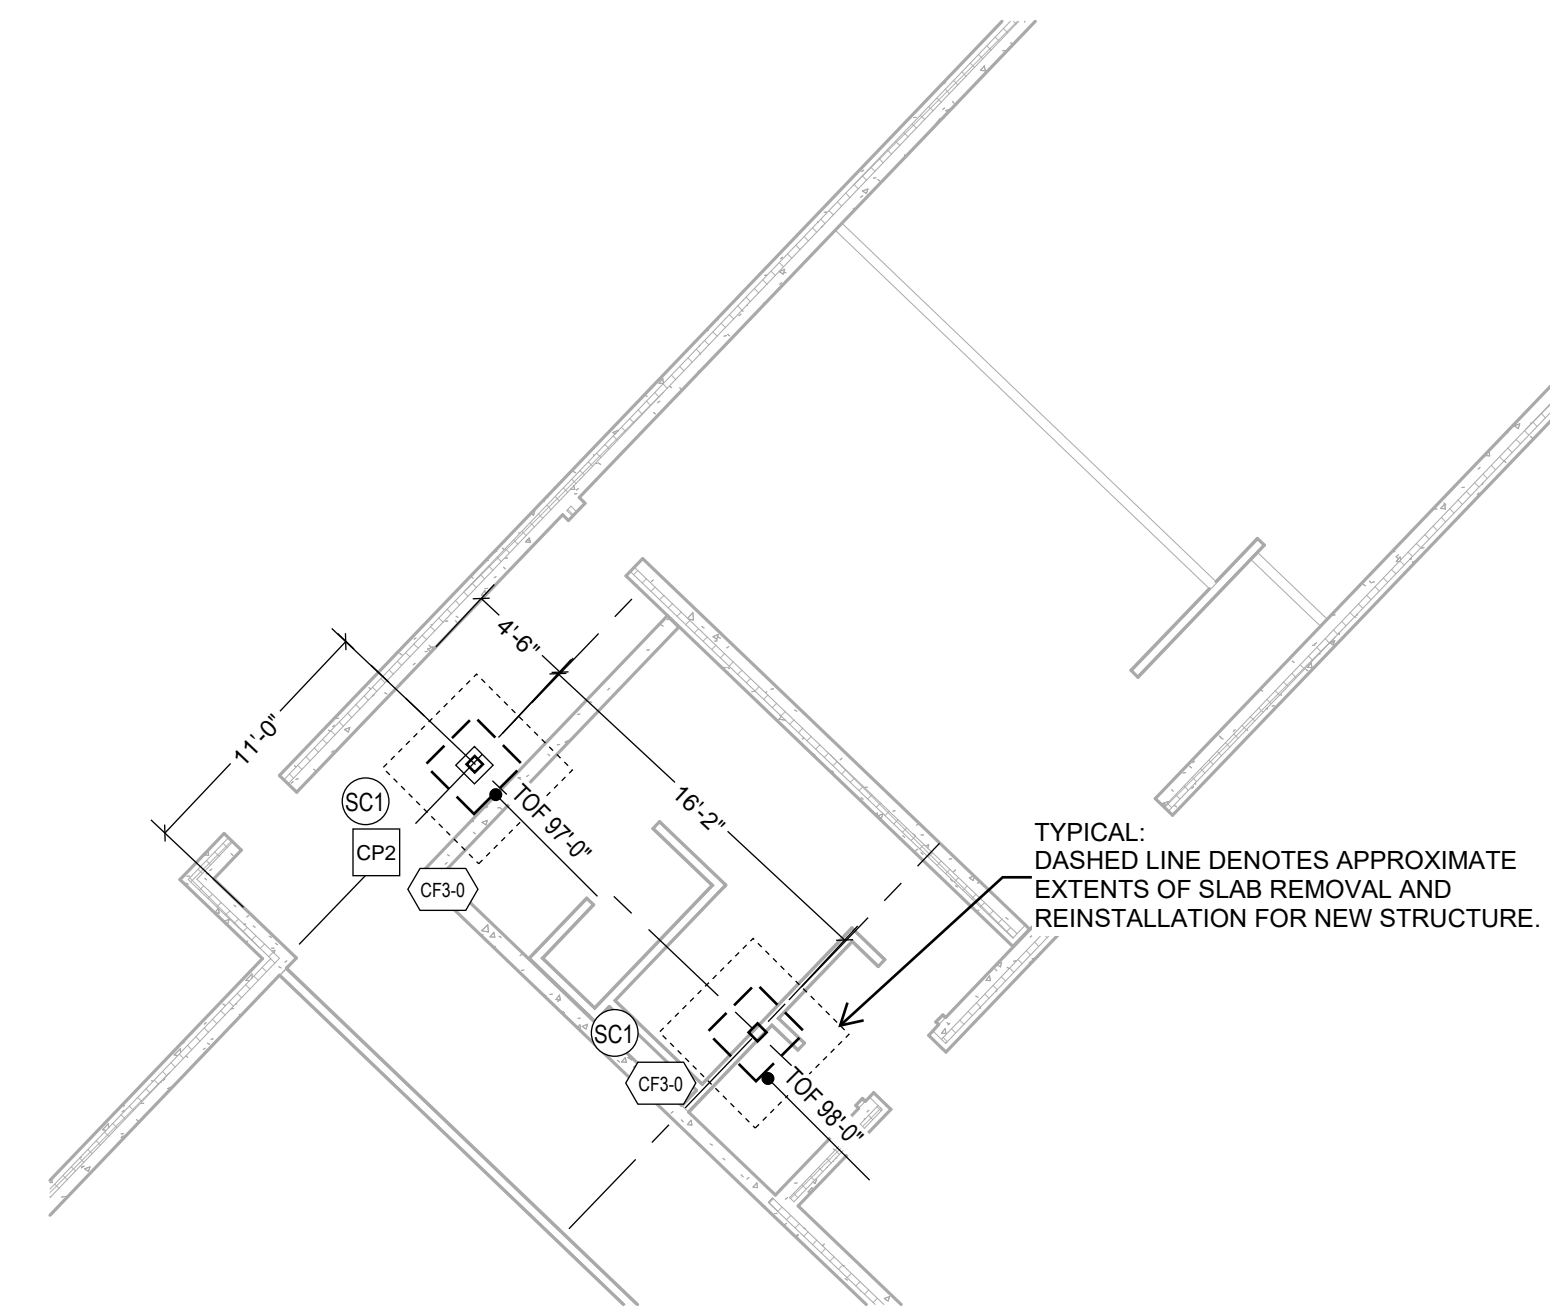 4'-6"
11'-0"
16'-2"
SC1
CP2
CF3-0
TOF 97'-0"
TYPICAL:
DASHED LINE DENOTES APPROXIMATE
EXTENTS OF SLAB REMOVAL AND
REINSTALLATION FOR NEW STRUCTURE.
SC1
CF3-0
TOF 98'-0"